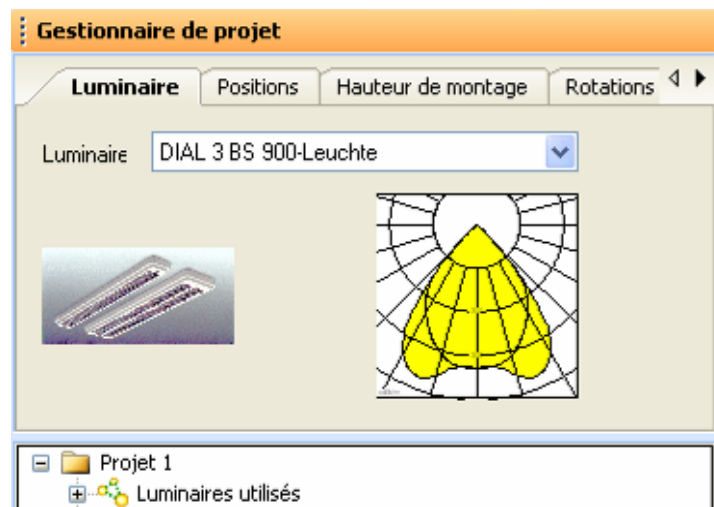 Gestionnaire de projet
Luminaire Positions Hauteur de montage Rotations
Luminaire DIAL 3 BS 900-Leuchte
Projet 1
Luminaires utilisés